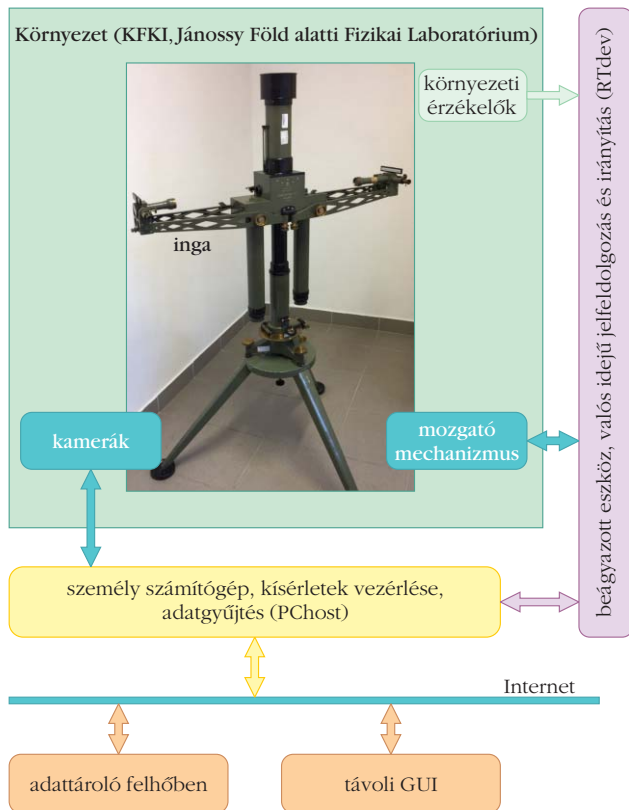 Környezet (KFKI, Jánossy Föld alatti Fizikai Laboratórium)
környezeti
érzékelők
inga
kamerák
mozgató
mechanizmus
beágyazott eszköz, valós idejű jelfeldolgozás és irányítás (RTdev)
személy számítógép, kísérletek vezérlése,
adatgyűjtés (PChost)
Internet
adattároló felhőben
távoli GUI